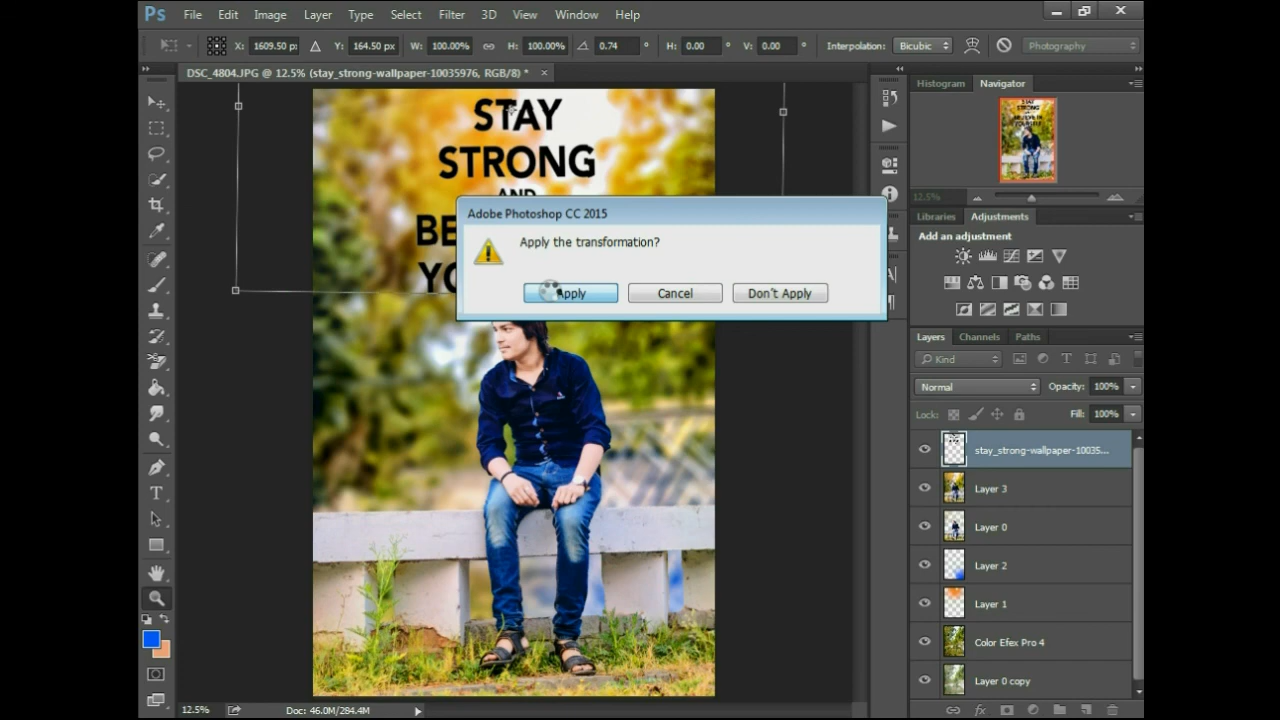 Ps File Edit Image Layer Type Select Filter 3D View Window Help
X: 1609.50 p: Y: 164.50 px W: 100.00% H: 100.00% 0.74 ° H: 0.00 ° V: 0.00 ° Interpolation: Bicubic Photography
DSC_4804.JPG @ 12.5% (stay_strong-wallpaper-10035976, RGB/8) * ×
Histogram Navigator
STAY
STRONG
AND
BE
YO
12.5%
Libraries Adjustments
Add an adjustment
Adobe Photoshop CC 2015
Apply the transformation?
Apply Cancel Don't Apply
Layers Channels Paths
Kind
Normal Opacity: 100%
Lock: Fill: 100%
stay_strong-wallpaper-10035...
Layer 3
Layer 0
Layer 2
Layer 1
Color Efex Pro 4
Layer 0 copy
12.5% Doc: 46.0M/284.4M
fx